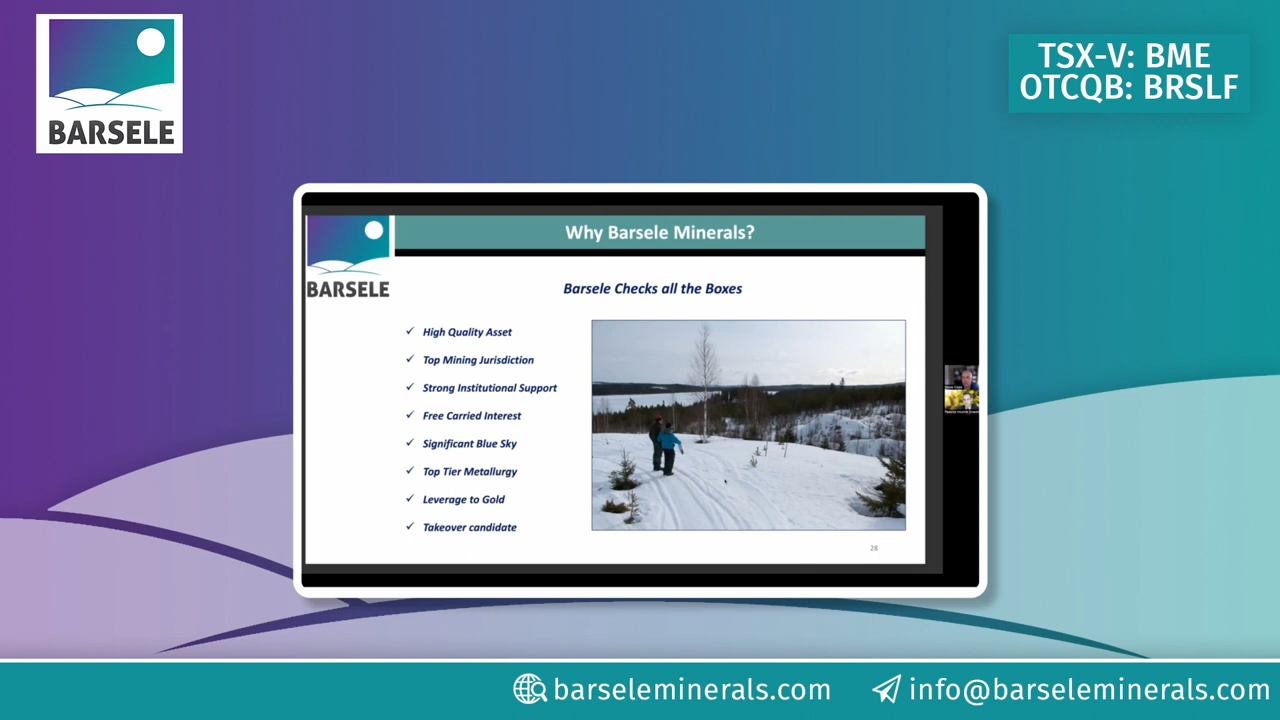 BARSELE
TSX-V: BME
OTCQB: BRSLF
BARSELE
Why Barsele Minerals?
Barsele Checks all the Boxes
✓ High Quality Asset
✓ Top Mining Jurisdiction
✓ Strong Institutional Support
✓ Free Carried Interest
✓ Significant Blue Sky
✓ Top Tier Metallurgy
✓ Leverage to Gold
✓ Takeover candidate
28
barseleminerals.com
info@barseleminerals.com